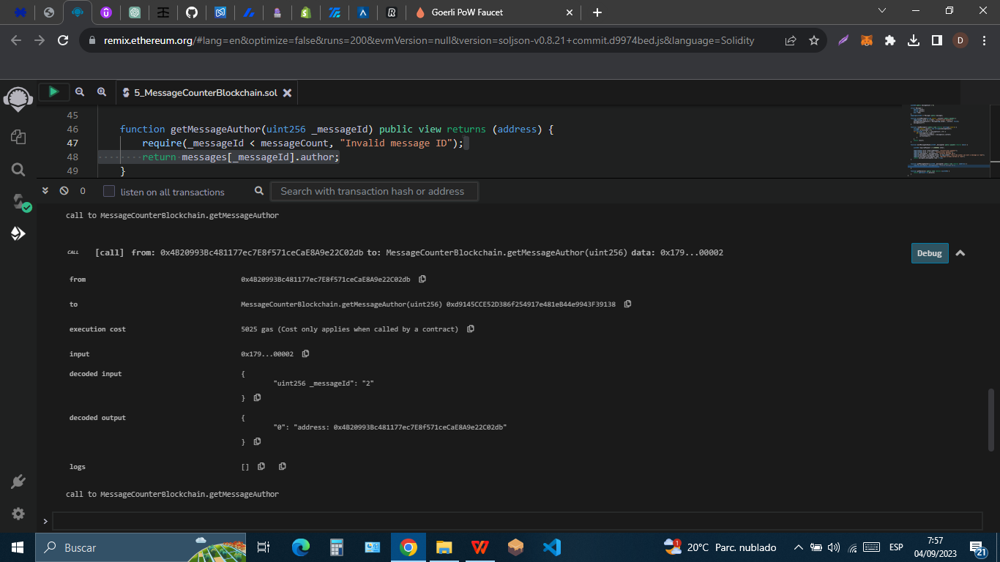 Goerli PoW Faucet
remix.ethereum.org/#lang=en&optimize=false&runs=200&evmVersion=null&version=soljson-v0.8.21+commit.d9974bed.js&language=Solidity
D
5_MessageCounterBlockchain.sol
45
46 function getMessageAuthor(uint256 _messageId) public view returns (address) {
47 require(_messageId < messageCount, "Invalid message ID");
48 return messages[_messageId].author;
49 }
0 listen on all transactions Search with transaction hash or address
call to MessageCounterBlockchain.getMessageAuthor
CALL [call] from: 0x4B20993Bc481177ec7E8f571ceCaE8A9e22C02db to: MessageCounterBlockchain.getMessageAuthor(uint256) data: 0x179...00002 Debug
from 0x4B20993Bc481177ec7E8f571ceCaE8A9e22C02db
to MessageCounterBlockchain.getMessageAuthor(uint256) 0xd9145CCE52D386f254917e481eB44e9943F39138
execution cost 5025 gas (Cost only applies when called by a contract)
input 0x179...00002
decoded input {
"uint256 _messageId": "2"
}
decoded output {
"0": "address: 0x4B20993Bc481177ec7E8f571ceCaE8A9e22C02db"
}
logs []
call to MessageCounterBlockchain.getMessageAuthor
>
Buscar
1 20°C Parc. nublado
ESP
7:57
04/09/2023
21